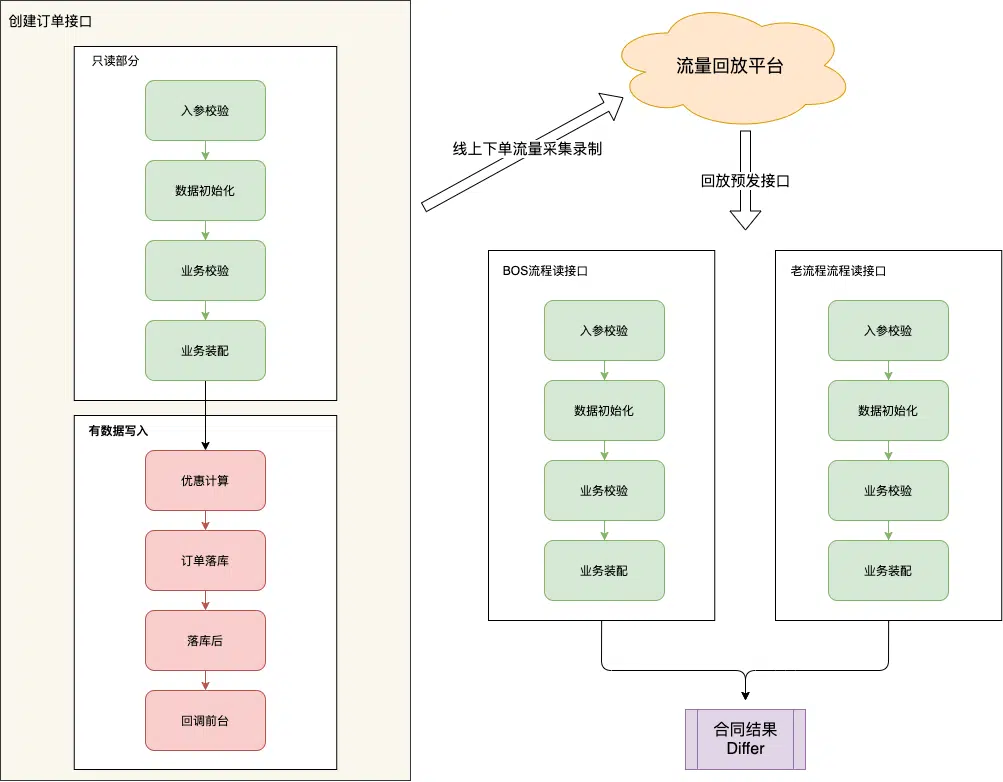 创建订单接口
只读部分
入参校验
数据初始化
业务校验
业务装配
有数据写入
优惠计算
订单落库
落库后
回调前台
线上下单流量采集录制
流量回放平台
回放预发接口
BOS流程读接口
入参校验
数据初始化
业务校验
业务装配
老流程流程读接口
入参校验
数据初始化
业务校验
业务装配
合同结果
Differ